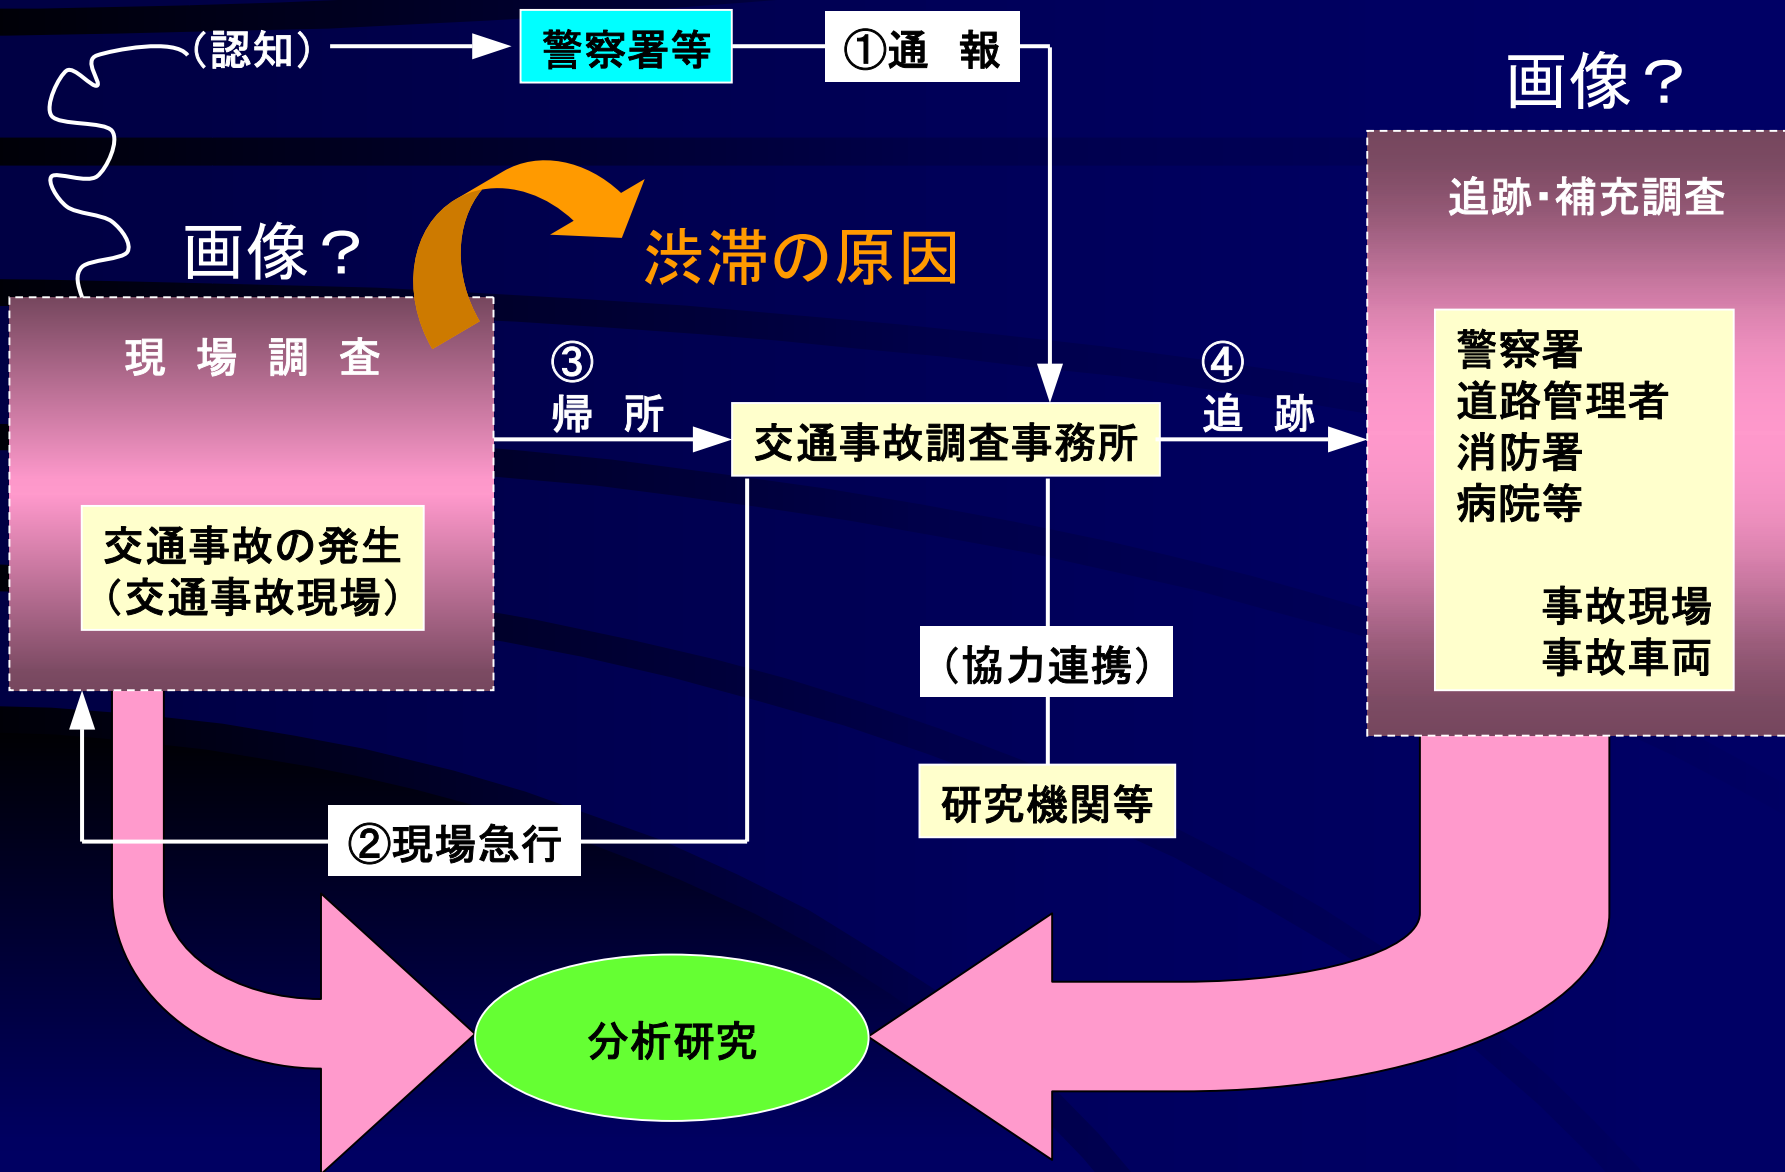 （認知）
警察署等
①通　報
画像？
追跡・補充調査
画像？
渋滞の原因
現　場　調　査
③
帰　所
④
追　跡
警察署
道路管理者
消防署
病院等
事故現場
事故車両
交通事故調査事務所
交通事故の発生
（交通事故現場）
（協力連携）
研究機関等
②現場急行
分析研究